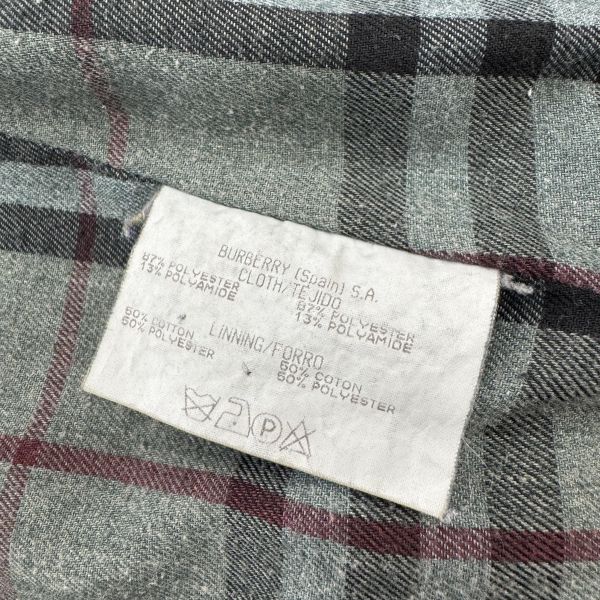 BURBERRY (Spain) S.A.
CLOTH/TEJIDO
87% POLYESTER 87% POLYESTER
13% POLYAMIDE 13% POLYAMIDE
LINNING/FORRO
50% COTTON 50% COTON
50% POLYESTER 50% POLYESTER
P